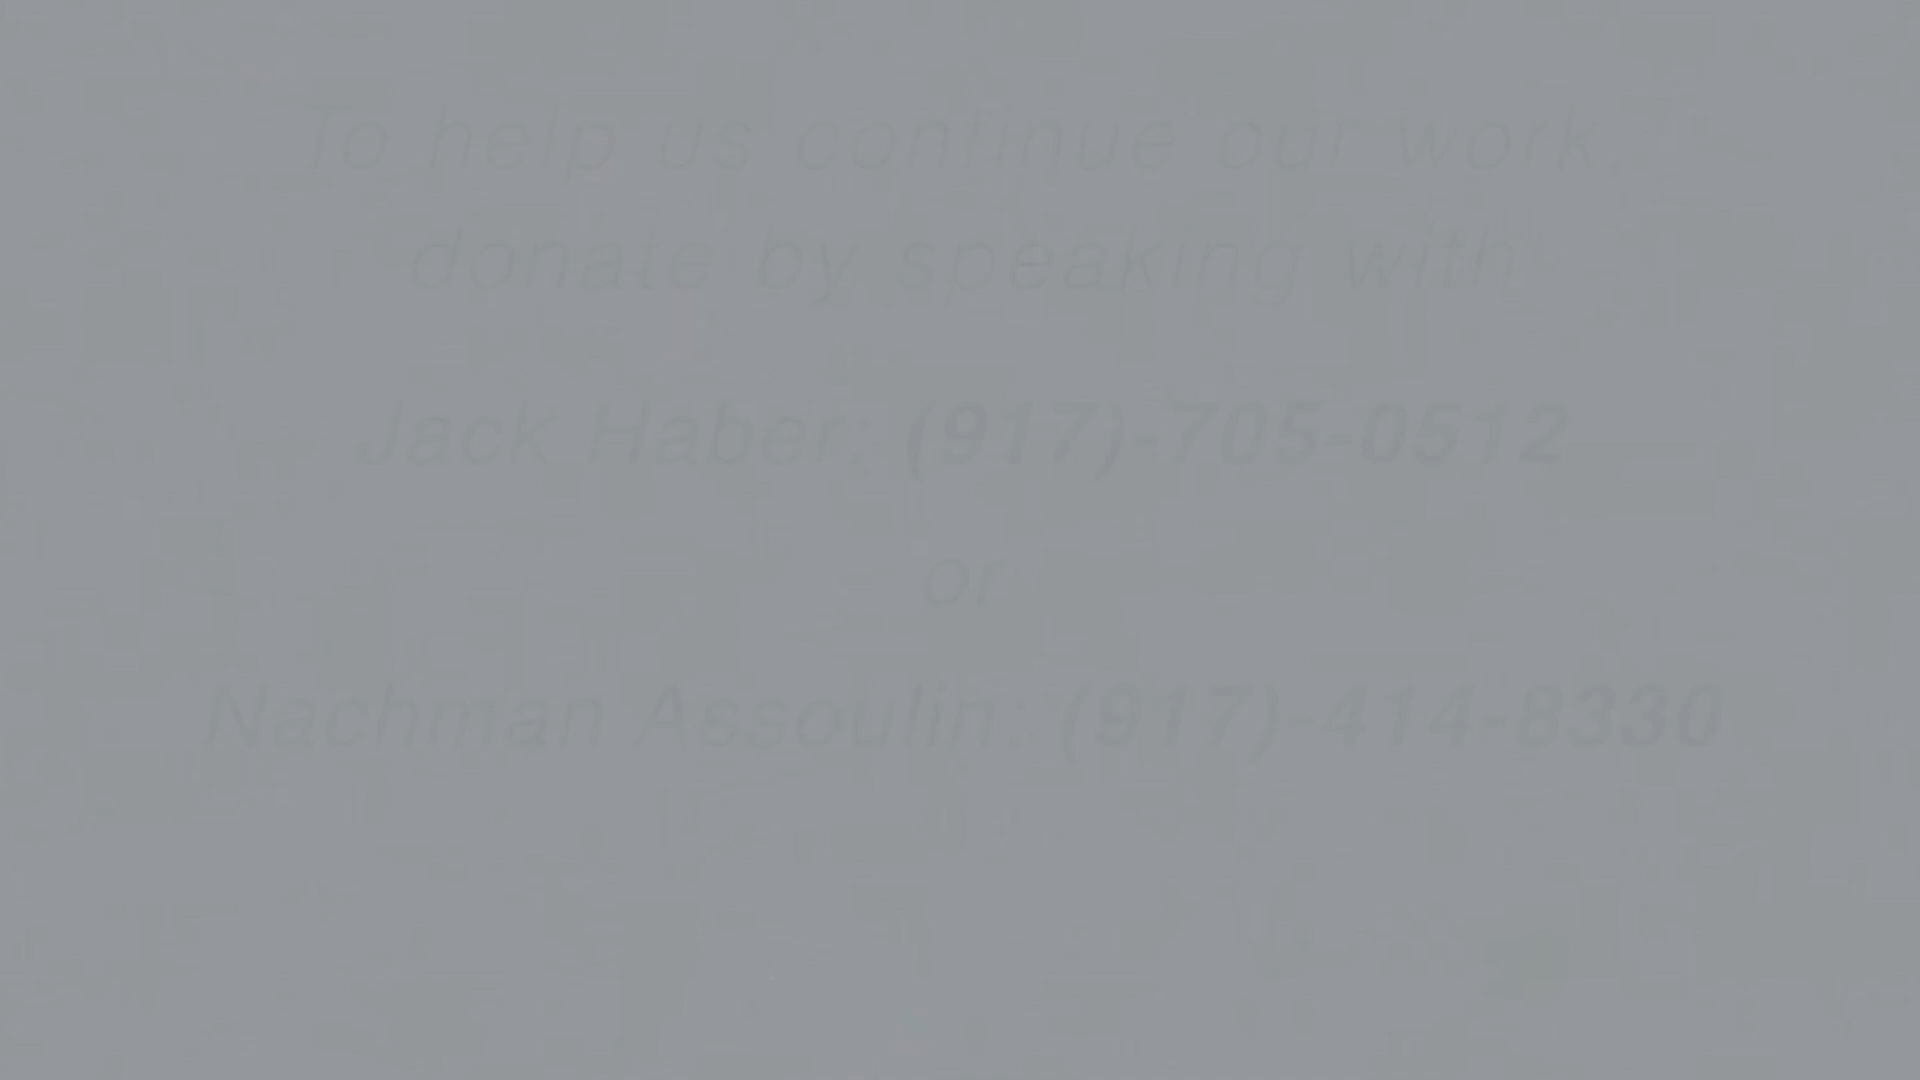 To help us continue our work,
donate by speaking with
Jack Haber: (917)-705-0512
or
Nachman Assoulin: (917)-414-8330